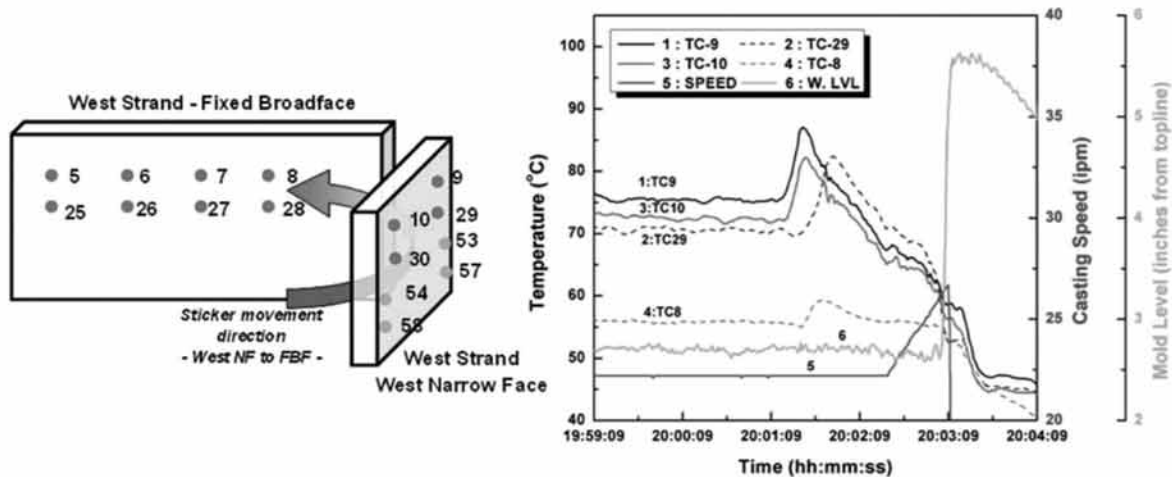 West Strand - Fixed Broadface
5 6 7 8
25 26 27 28
9
10 29
53
30 57
54
58
Sticker movement
direction
- West NF to FBF -
West Strand
West Narrow Face
1 : TC-9 2 : TC-29
3 : TC-10 4 : TC-8
5 : SPEED 6 : W. LVL
1:TC9
3:TC10
2:TC29
4:TC8
6
5
Temperature (°C)
100
90
80
70
60
50
40
Casting Speed (ipm)
40
35
30
25
20
Mold Level (inches from topline)
6
5
4
3
2
19:59:09 20:00:09 20:01:09 20:02:09 20:03:09 20:04:09
Time (hh:mm:ss)